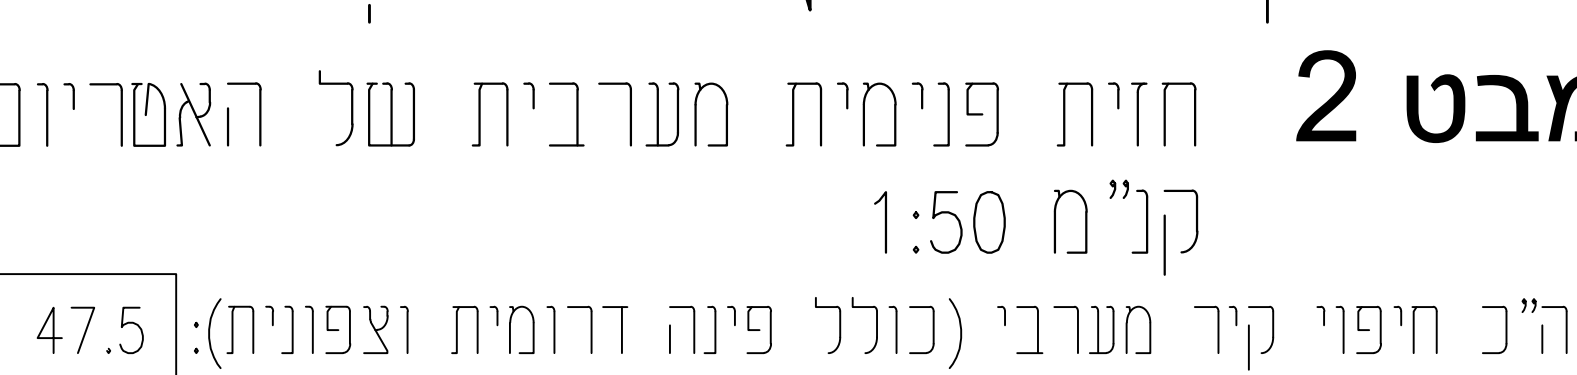 מבט 2
חזית פנימית מערבית של האטריום
קנ"מ 1:50
ה"כ חיפוי קיר מערבי (כולל פינה דרומית וצפונית): 47.5